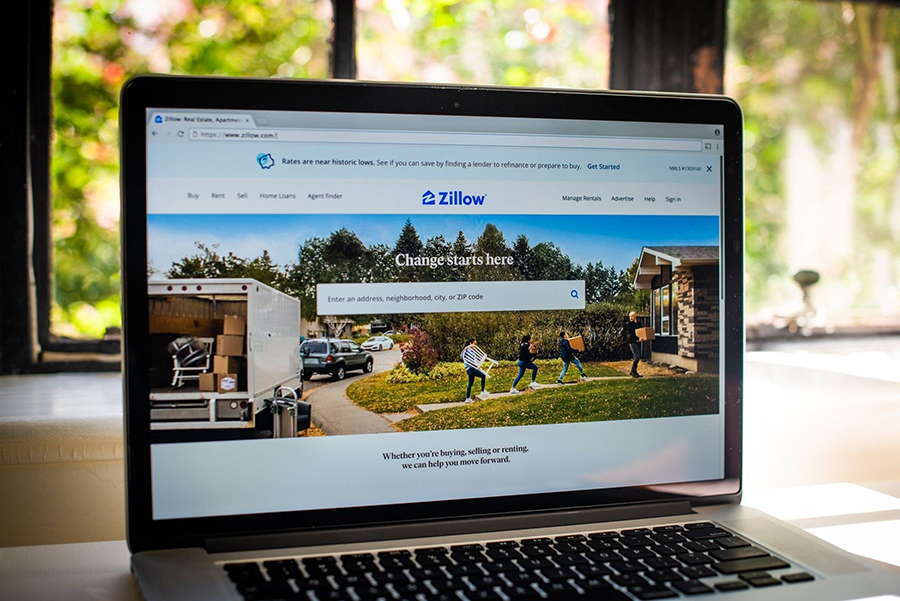 Zillow: Real Estate, Apartmen
https://www.zillow.com/
Rates are near historic lows. See if you can save by finding a lender to refinance or prepare to buy. Get Started
Buy Rent Sell Home Loans Agent finder
Zillow
Manage Rentals Advertise Help Sign in
Change starts here
Enter an address, neighborhood, city, or ZIP code
Whether you're buying, selling or renting,
we can help you move forward.